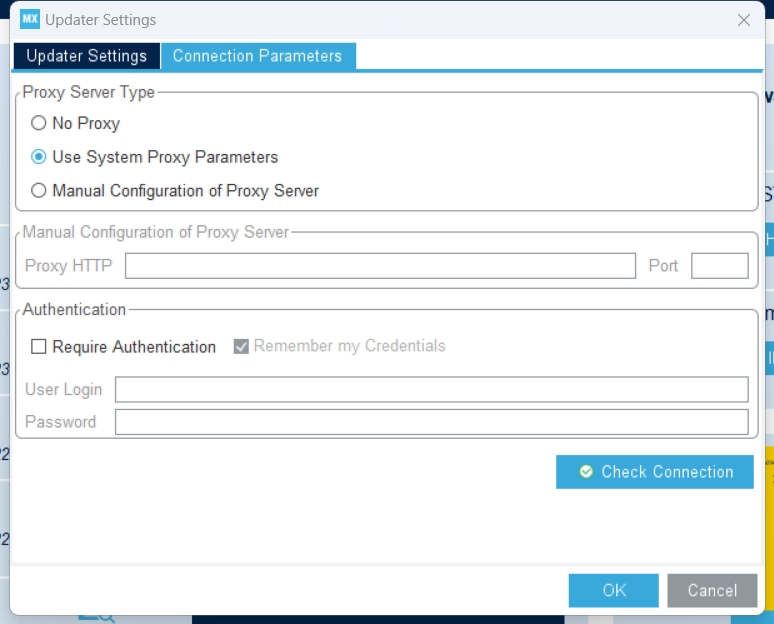 MX Updater Settings
Updater Settings Connection Parameters
Proxy Server Type
No Proxy
Use System Proxy Parameters
Manual Configuration of Proxy Server
Manual Configuration of Proxy Server
Proxy HTTP Port
Authentication
Require Authentication Remember my Credentials
User Login
Password
Check Connection
OK Cancel